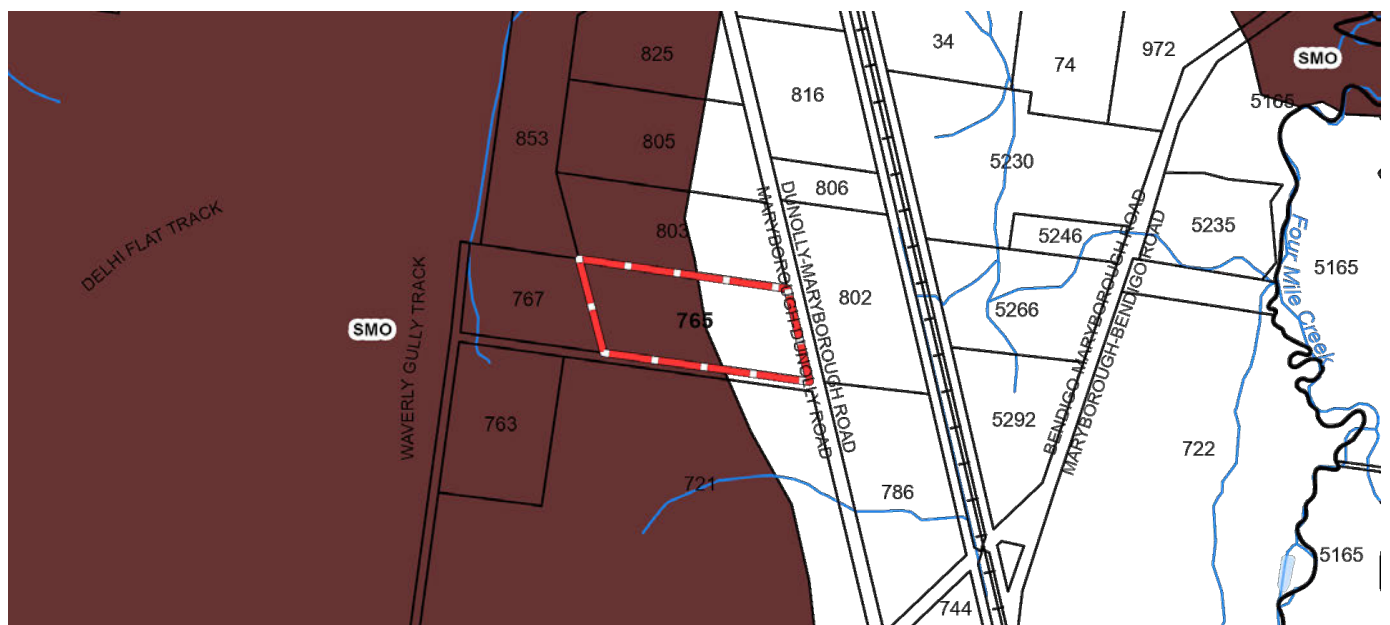 34
972
825
SMO
74
816
5165
853
805
5230
806
DUNOLLY-MARYBOROUGH ROAD
MARYBOROUGH-DUNOLLY ROAD
BENDIGO-MARYBOROUGH ROAD
MARYBOROUGH-BENDIGO ROAD
DELHI FLAT TRACK
803
5246
5235
Four Mile Creek
5165
WAVERLY GULLY TRACK
767
802
5266
765
SMO
763
5292
722
721
786
5165
744